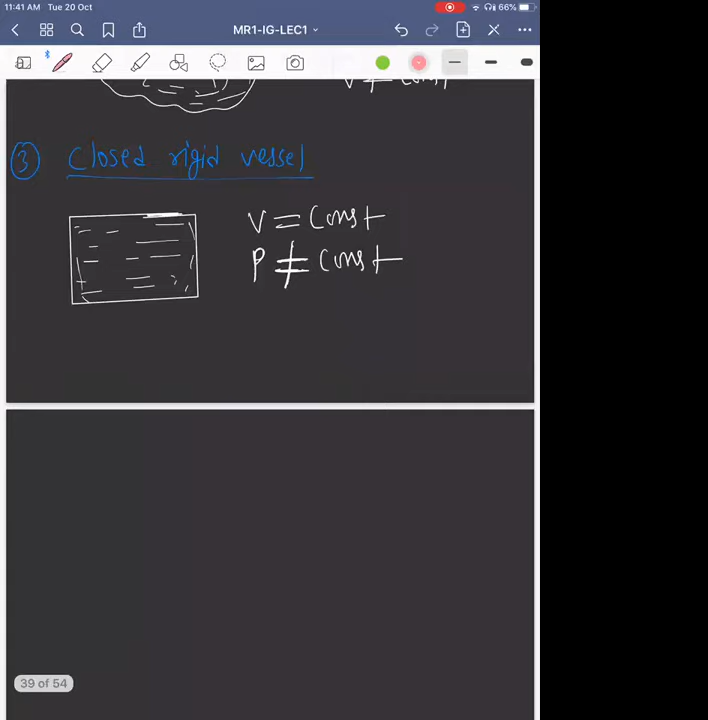 11:41 AM Tue 20 Oct
66%
MR1-IG-LEC1
V ≠ Const
③ Closed rigid vessel
V = Const
P ≠ Const
39 of 54